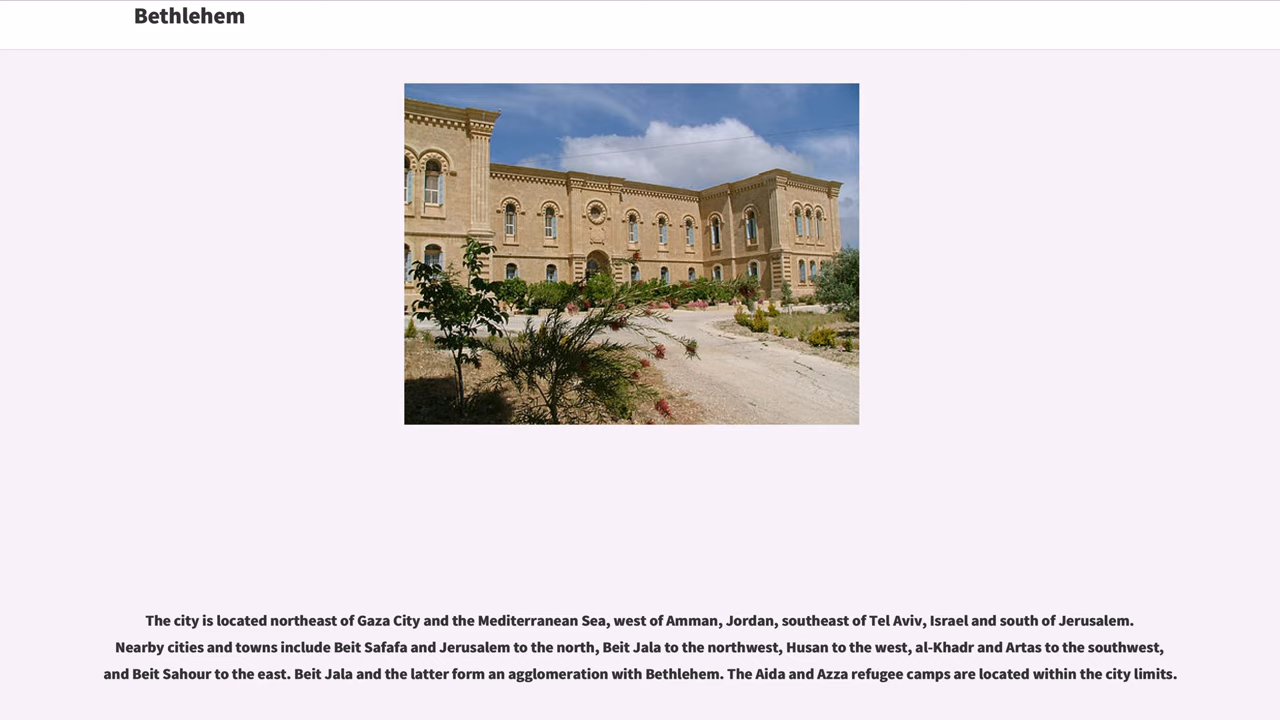 Bethlehem
The city is located northeast of Gaza City and the Mediterranean Sea, west of Amman, Jordan, southeast of Tel Aviv, Israel and south of Jerusalem.
Nearby cities and towns include Beit Safafa and Jerusalem to the north, Beit Jala to the northwest, Husan to the west, al-Khadr and Artas to the southwest,
and Beit Sahour to the east. Beit Jala and the latter form an agglomeration with Bethlehem. The Aida and Azza refugee camps are located within the city limits.